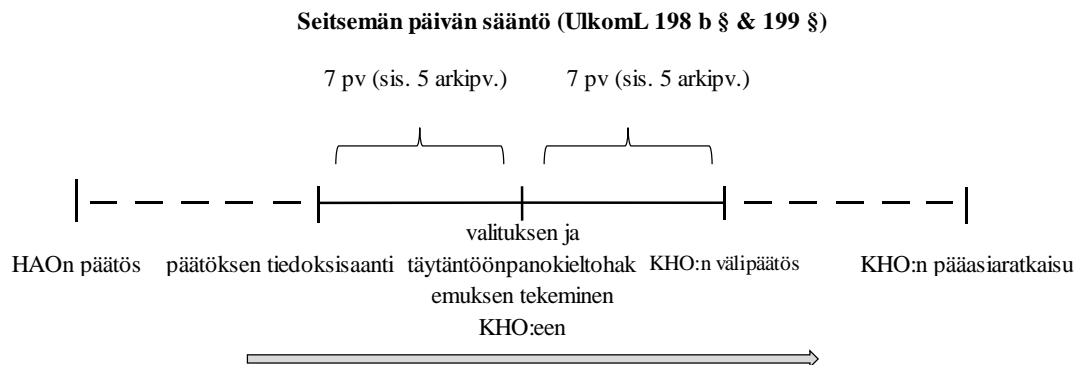 Seitsemän päivän sääntö (UlkomL 198 b § & 199 §)
7 pv (sis. 5 arkipv.)
7 pv (sis. 5 arkipv.)
HAOn päätös
päätöksen tiedoksisaanti
valituksen ja
täytäntöönpanokieltohak
emuksen tekeminen
KHO:een
KHO:n välipäätös
KHO:n pääasiaratkaisu